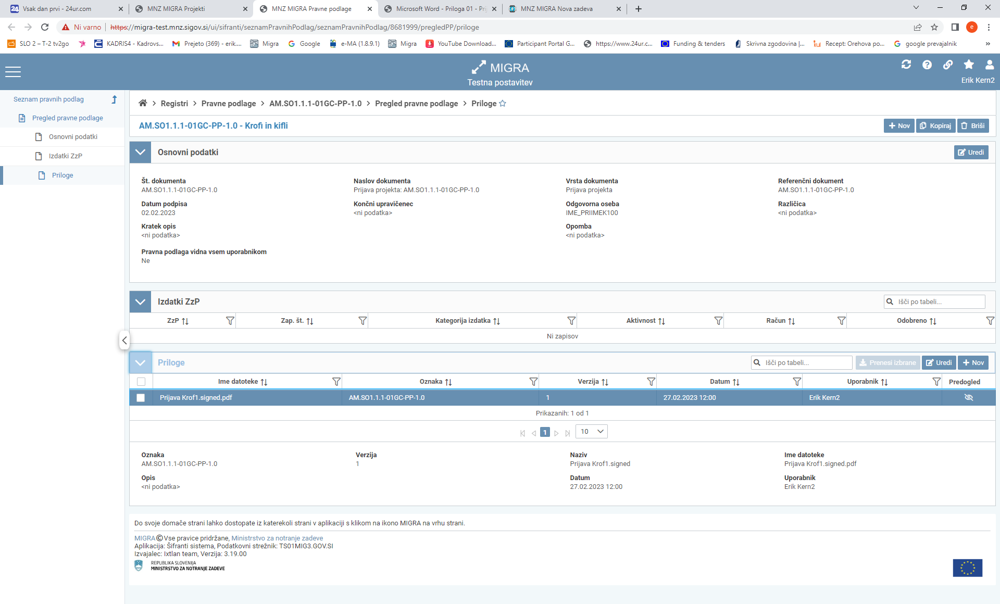 Vsak dan prvi - 24ur.com
MNZ MIGRA Projekti
MNZ MIGRA Pravne podlage
Microsoft Word - Priloga 01 - Pri
MNZ MIGRA Nova zadeva
Ni varno
https://migra-test.mnz.sigov.si/ui/sifranti/seznamPravnihPodlag/seznamPravnihPodlag/8681999/pregledPP/priloge
e
SLO 2 – T-2 tv2go
KADRIS4 - Kadrovs...
Prejeto (369) - erik....
Migra
Google
e-MA (1.8.9.1)
Migra
YouTube Download...
Participant Portal G...
https://www.24ur.c...
Funding & tenders
Skrivna zgodovina |...
Recept: Orehova po...
google prevajalnik
»
MIGRA
Testna postavitev
Erik Kern2
Seznam pravnih podlag
Pregled pravne podlage
Osnovni podatki
Izdatki ZzP
Priloge
Registri > Pravne podlage > AM.SO1.1.1-01GC-PP-1.0 > Pregled pravne podlage > Priloge
AM.SO1.1.1-01GC-PP-1.0 - Krofi in kifli
Nov
Kopiraj
Briši
Osnovni podatki
Uredi
Št. dokumenta
AM.SO1.1.1-01GC-PP-1.0
Naslov dokumenta
Prijava projekta: AM.SO1.1.1-01GC-PP-1.0
Vrsta dokumenta
Prijava projekta
Referenčni dokument
AM.SO1.1.1-01GC-PP-1.0
Datum podpisa
02.02.2023
Končni upravičenec
<ni podatka>
Odgovorna oseba
IME_PRIIMEK100
Različica
<ni podatka>
Kratek opis
<ni podatka>
Opomba
<ni podatka>
Pravna podlaga vidna vsem uporabnikom
Ne
Izdatki ZzP
Išči po tabeli...
ZzP
Zap. št.
Kategorija izdatka
Aktivnost
Račun
Odobreno
Ni zapisov
Priloge
Išči po tabeli...
Prenesi izbrane
Uredi
Nov
Ime datoteke
Oznaka
Verzija
Datum
Uporabnik
Predogled
Prijava Krof1.signed.pdf
AM.SO1.1.1-01GC-PP-1.0
1
27.02.2023 12:00
Erik Kern2
Prikazanih: 1 od 1
1
10
Oznaka
AM.SO1.1.1-01GC-PP-1.0
Verzija
1
Naziv
Prijava Krof1.signed
Ime datoteke
Prijava Krof1.signed.pdf
Opis
<ni podatka>
Datum
27.02.2023 12:00
Uporabnik
Erik Kern2
Do svoje domače strani lahko dostopate iz katerekoli strani v aplikaciji s klikom na ikono MIGRA na vrhu strani.
MIGRA © Vse pravice pridržane, Ministrstvo za notranje zadeve
Aplikacija: Šifranti sistema, Podatkovni strežnik: TS01MIG3.GOV.SI
Izvajalec: Ixtlan team, Verzija: 3.19.00
REPUBLIKA SLOVENIJA
MINISTRSTVO ZA NOTRANJE ZADEVE